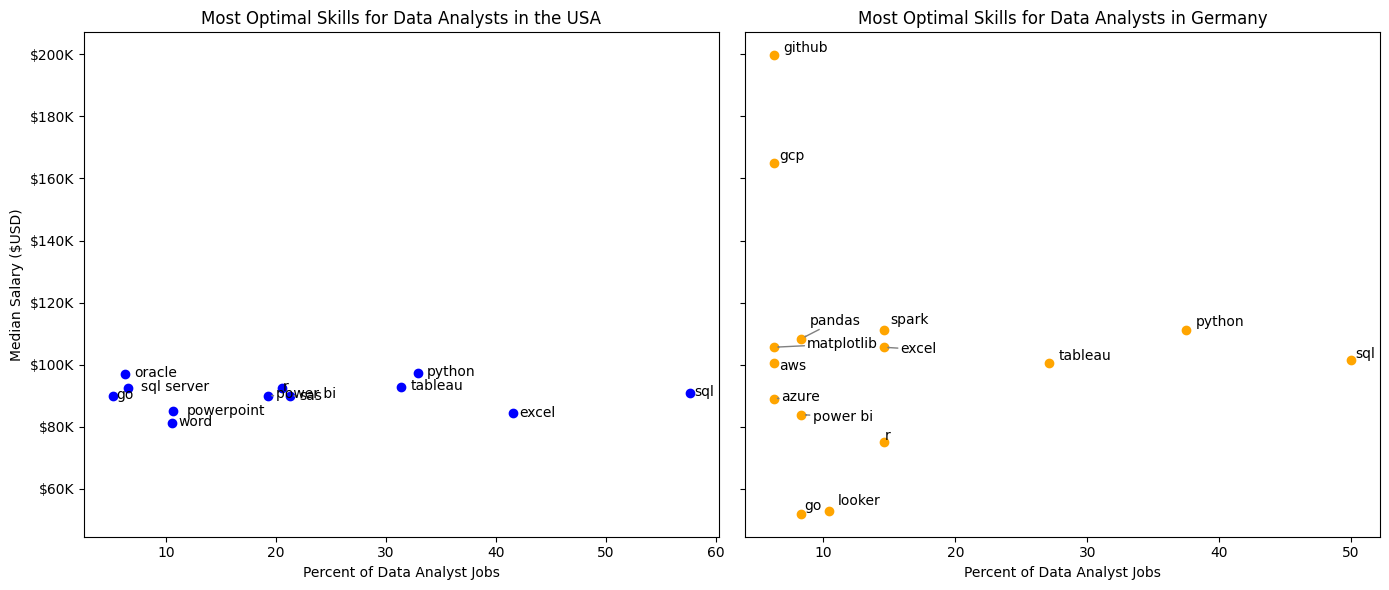 Most Optimal Skills for Data Analysts in the USA
$200K
$180K
$160K
$140K
$120K
$100K
$80K
$60K
Median Salary ($USD)
oracle
python
sql server
r
tableau
go
power bi
sas
sql
powerpoint
excel
word
10
20
30
40
50
60
Percent of Data Analyst Jobs
Most Optimal Skills for Data Analysts in Germany
github
gcp
pandas
spark
python
matplotlib
excel
tableau
sql
aws
azure
power bi
r
looker
go
10
20
30
40
50
Percent of Data Analyst Jobs